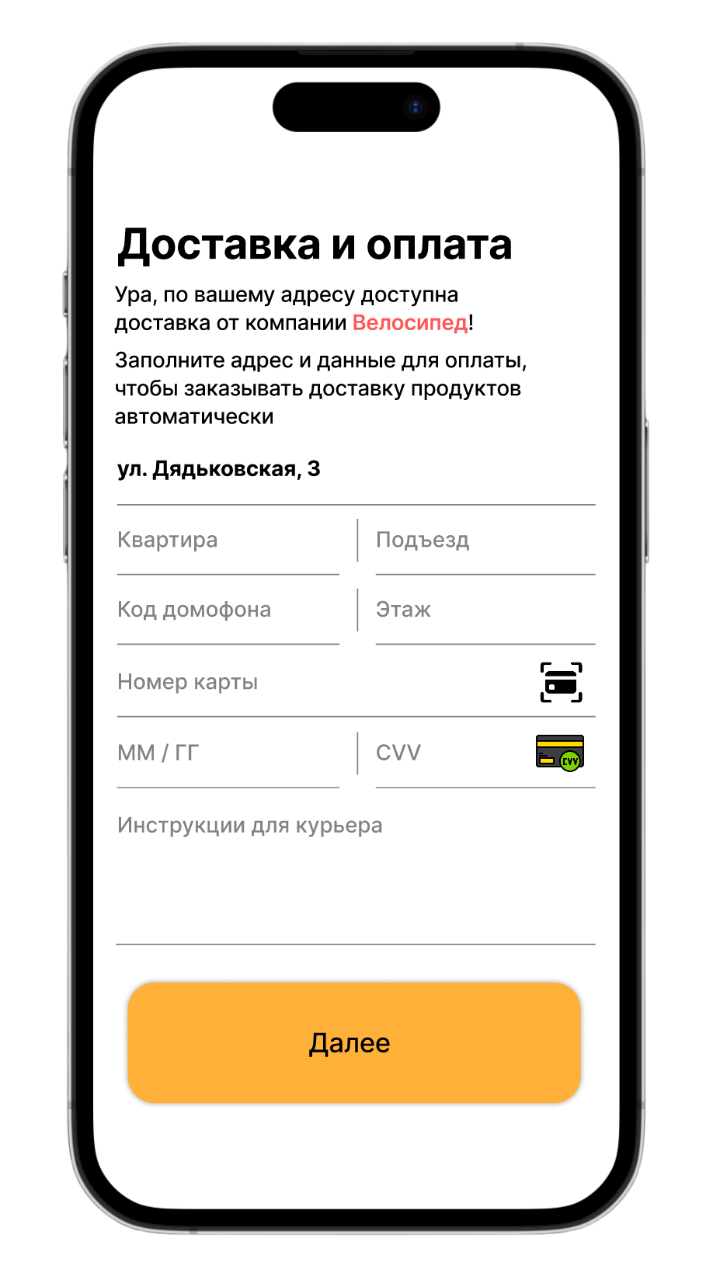 Доставка и оплата
Ура, по вашему адресу доступна
доставка от компании Велосипед!
Заполните адрес и данные для оплаты,
чтобы заказывать доставку продуктов
автоматически
ул. Дядьковская, 3
Квартира Подъезд
Код домофона Этаж
Номер карты
ММ / ГГ CVV CVV
Инструкции для курьера
Далее